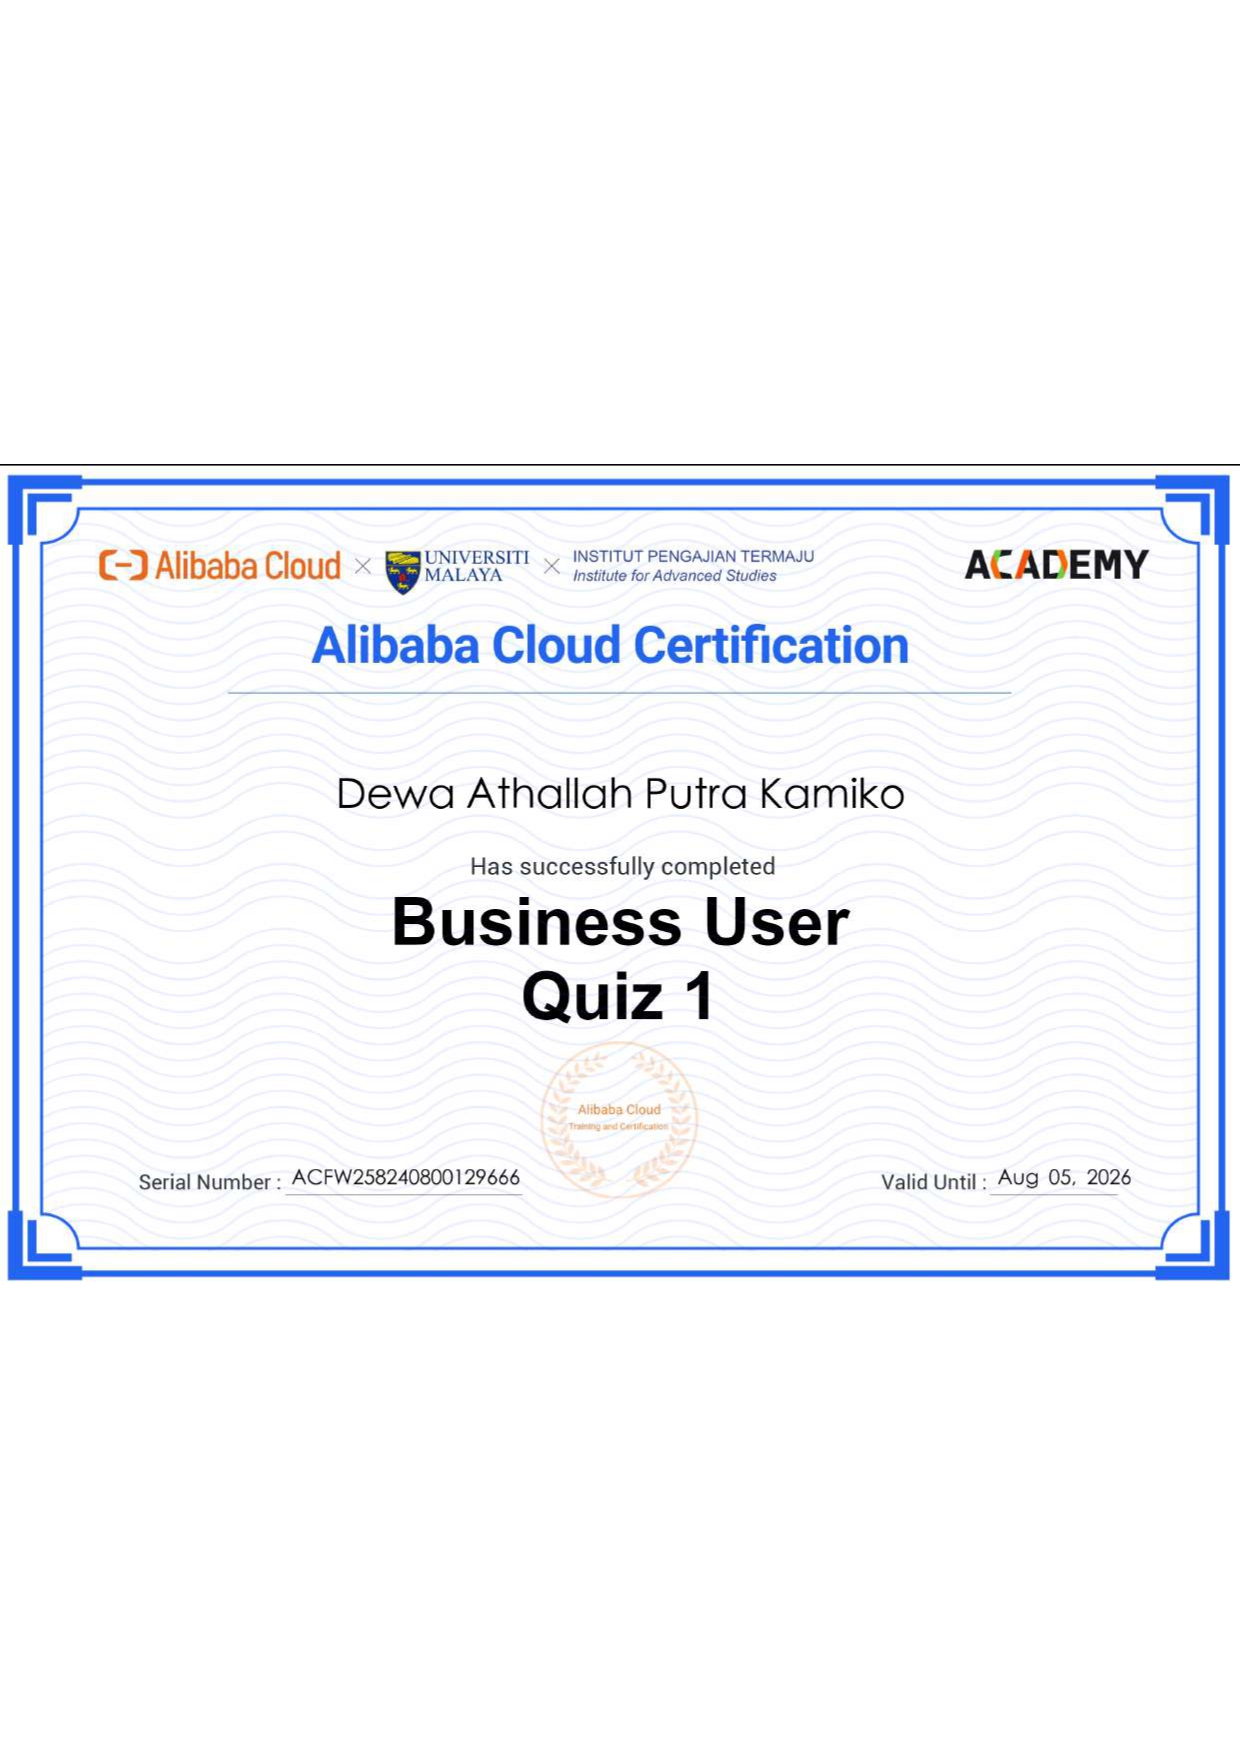 Alibaba Cloud × UNIVERSITI MALAYA × INSTITUT PENGAJIAN TERMAJU
Institute for Advanced Studies
ACADEMY
Alibaba Cloud Certification
Dewa Athallah Putra Kamiko
Has successfully completed
Business User
Quiz 1
Alibaba Cloud
Training and Certification
Serial Number : ACFW258240800129666
Valid Until : Aug 05, 2026